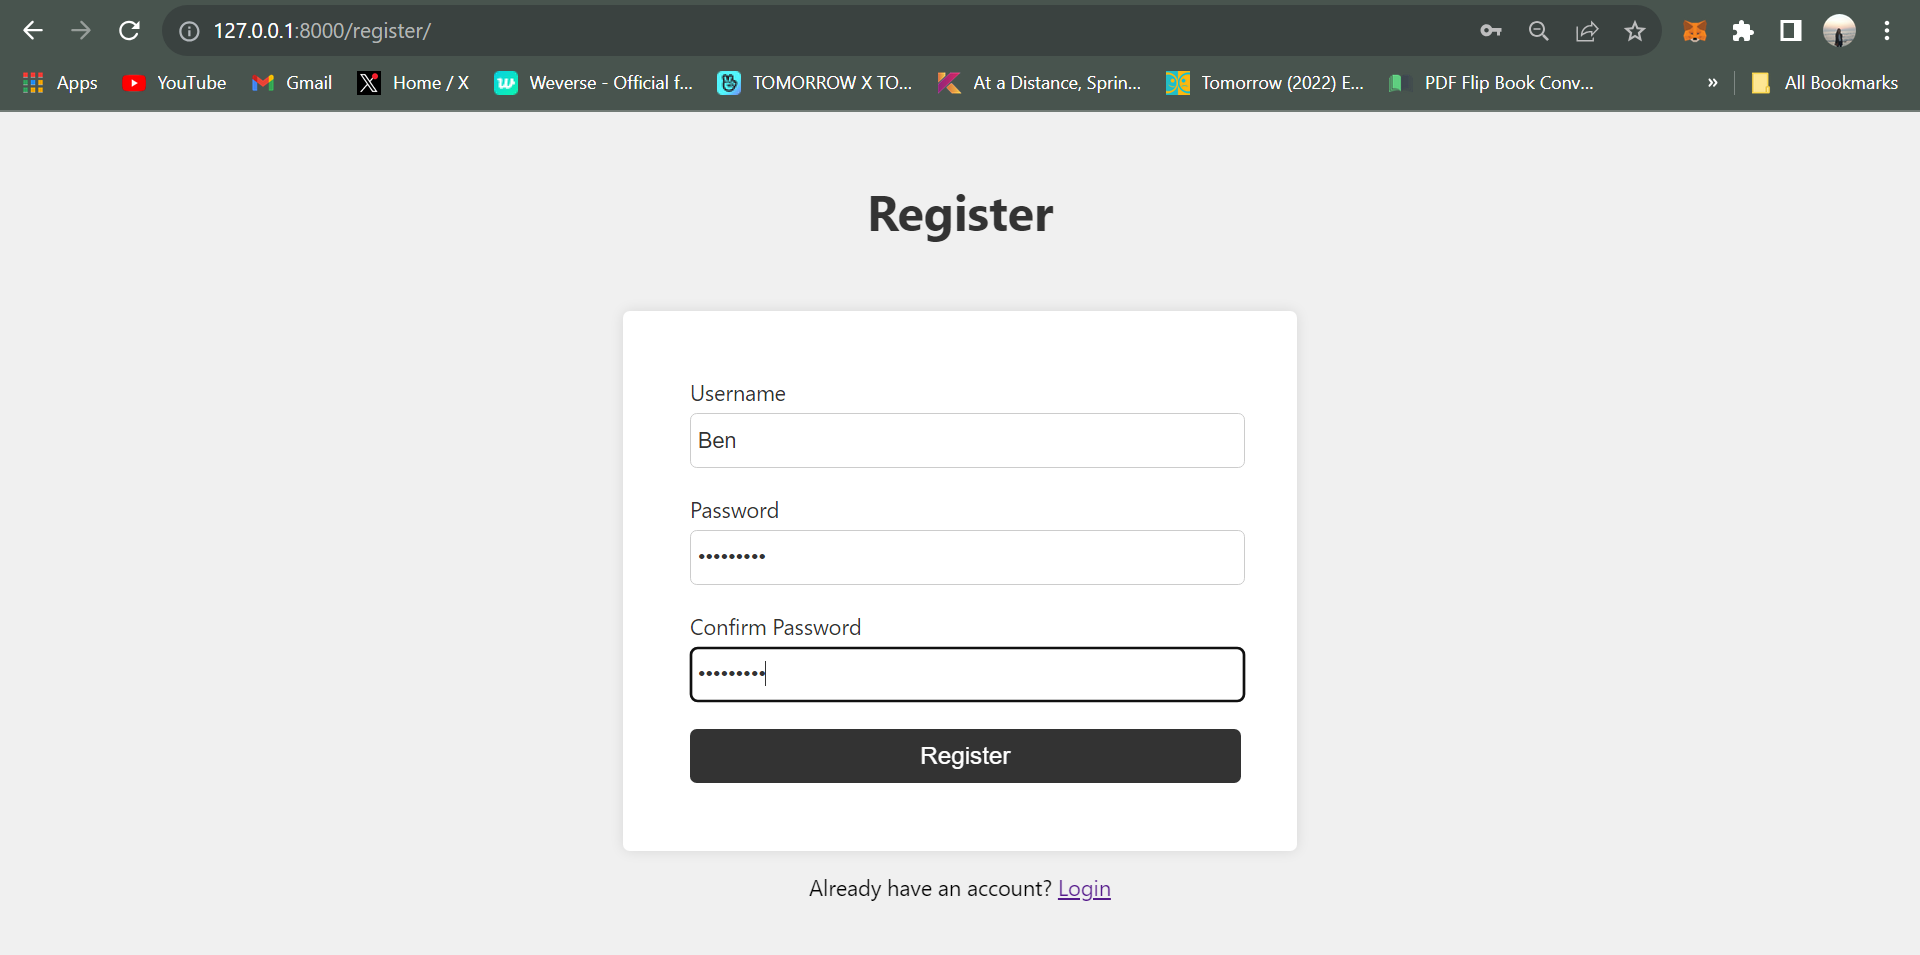 127.0.0.1:8000/register/
Apps YouTube Gmail Home / X Weverse - Official f... TOMORROW X TO... At a Distance, Sprin... Tomorrow (2022) E... PDF Flip Book Conv... » All Bookmarks
Register
Username
Ben
Password
•••••••••
Confirm Password
•••••••••
Register
Already have an account? Login